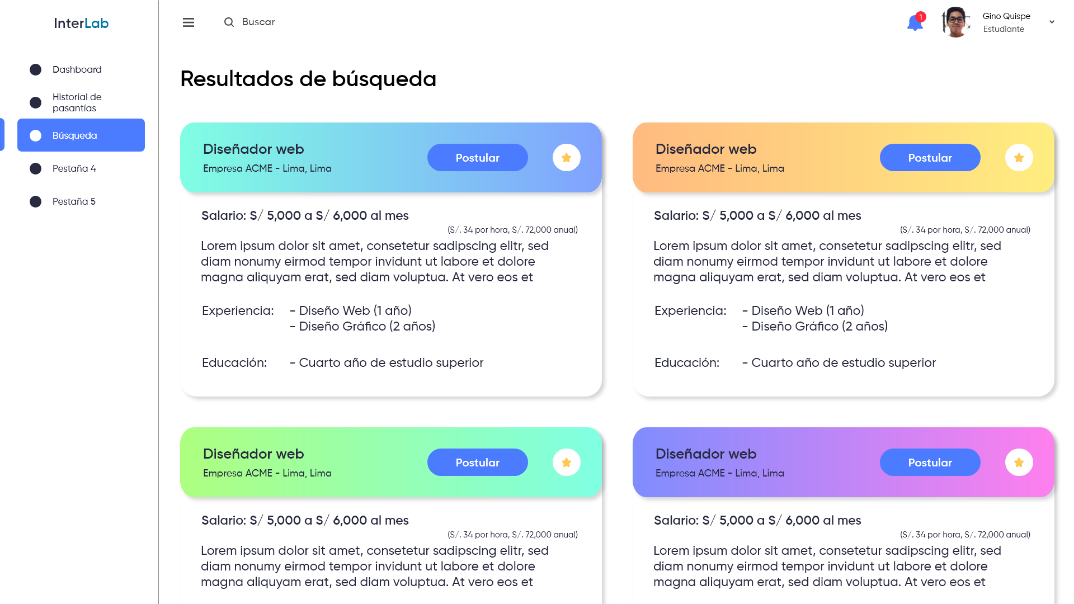 InterLab
Buscar
1
Gino Quispe
Estudiante
Dashboard
Historial de
pasantías
Búsqueda
Pestaña 4
Pestaña 5
Resultados de búsqueda
Diseñador web
Empresa ACME - Lima, Lima
Postular
Salario: S/ 5,000 a S/ 6,000 al mes
(S/. 34 por hora, S/. 72,000 anual)
Lorem ipsum dolor sit amet, consetetur sadipscing elitr, sed
diam nonumy eirmod tempor invidunt ut labore et dolore
magna aliquyam erat, sed diam voluptua. At vero eos et
Experiencia: - Diseño Web (1 año)
- Diseño Gráfico (2 años)
Educación: - Cuarto año de estudio superior
Diseñador web
Empresa ACME - Lima, Lima
Postular
Salario: S/ 5,000 a S/ 6,000 al mes
(S/. 34 por hora, S/. 72,000 anual)
Lorem ipsum dolor sit amet, consetetur sadipscing elitr, sed
diam nonumy eirmod tempor invidunt ut labore et dolore
magna aliquyam erat, sed diam voluptua. At vero eos et
Experiencia: - Diseño Web (1 año)
- Diseño Gráfico (2 años)
Educación: - Cuarto año de estudio superior
Diseñador web
Empresa ACME - Lima, Lima
Postular
Salario: S/ 5,000 a S/ 6,000 al mes
(S/. 34 por hora, S/. 72,000 anual)
Lorem ipsum dolor sit amet, consetetur sadipscing elitr, sed
diam nonumy eirmod tempor invidunt ut labore et dolore
magna aliquyam erat, sed diam voluptua. At vero eos et
Diseñador web
Empresa ACME - Lima, Lima
Postular
Salario: S/ 5,000 a S/ 6,000 al mes
(S/. 34 por hora, S/. 72,000 anual)
Lorem ipsum dolor sit amet, consetetur sadipscing elitr, sed
diam nonumy eirmod tempor invidunt ut labore et dolore
magna aliquyam erat, sed diam voluptua. At vero eos et